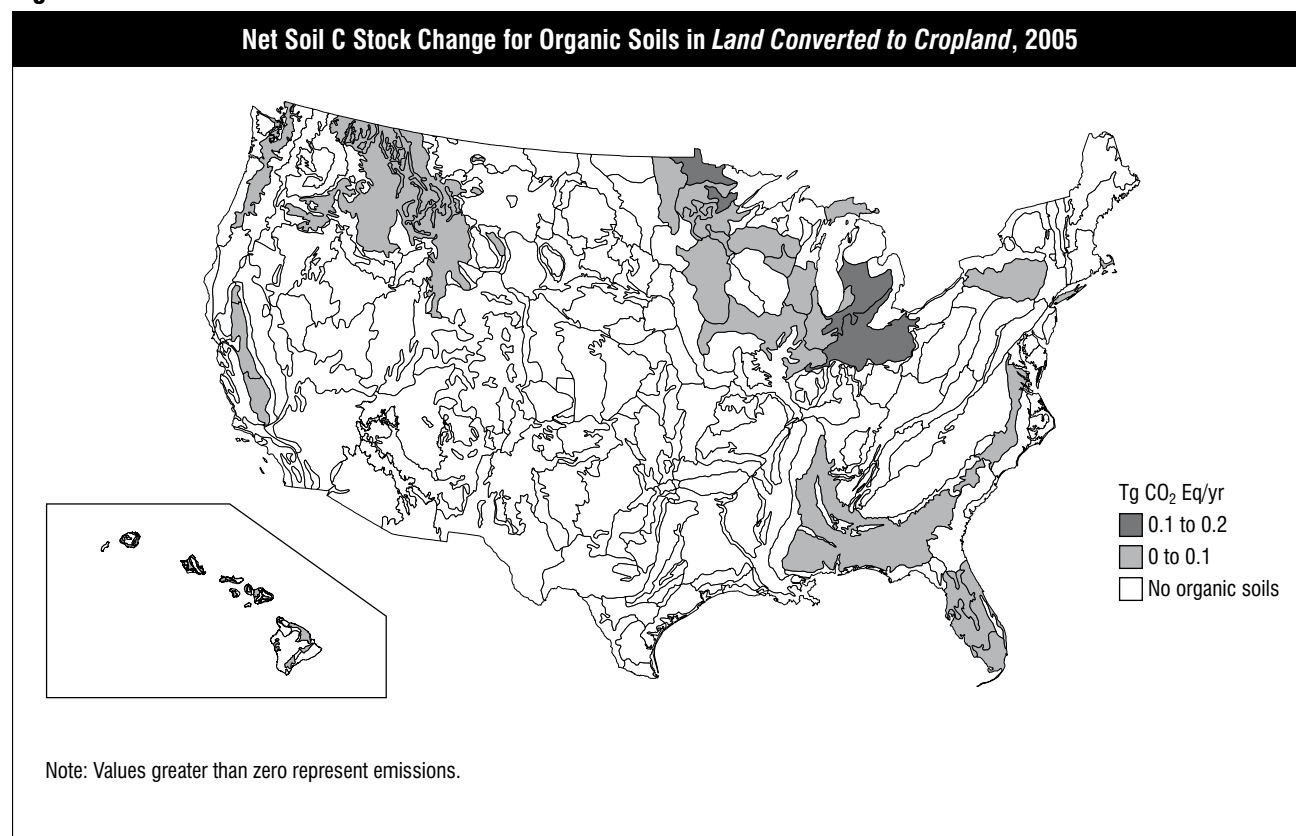 Net Soil C Stock Change for Organic Soils in Land Converted to Cropland, 2005
Tg CO₂ Eq/yr
0.1 to 0.2
0 to 0.1
No organic soils
Note: Values greater than zero represent emissions.